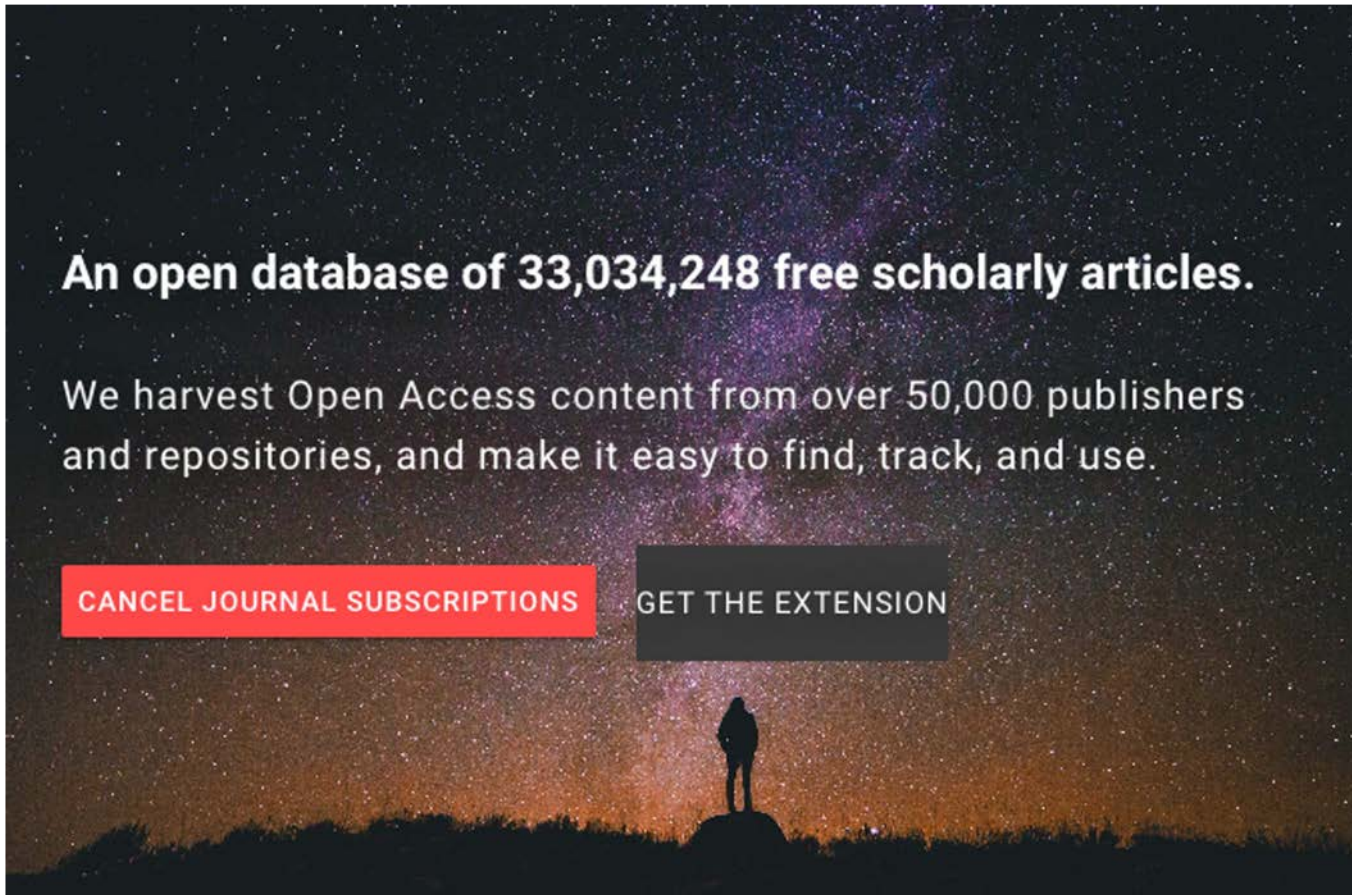 An open database of 33,034,248 free scholarly articles.
We harvest Open Access content from over 50,000 publishers
and repositories, and make it easy to find, track, and use.
CANCEL JOURNAL SUBSCRIPTIONS
GET THE EXTENSION